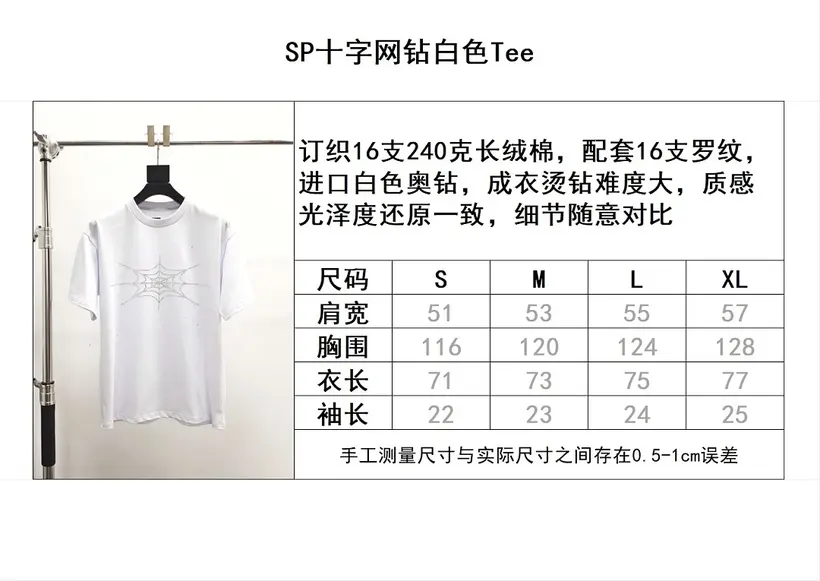 SP十字网钻白色Tee
订织16支240克长绒棉，配套16支罗纹，
进口白色奥钻，成衣烫钻难度大，质感
光泽度还原一致，细节随意对比
尺码 S M L XL
肩宽 51 53 55 57
胸围 116 120 124 128
衣长 71 73 75 77
袖长 22 23 24 25
手工测量尺寸与实际尺寸之间存在0.5-1cm误差